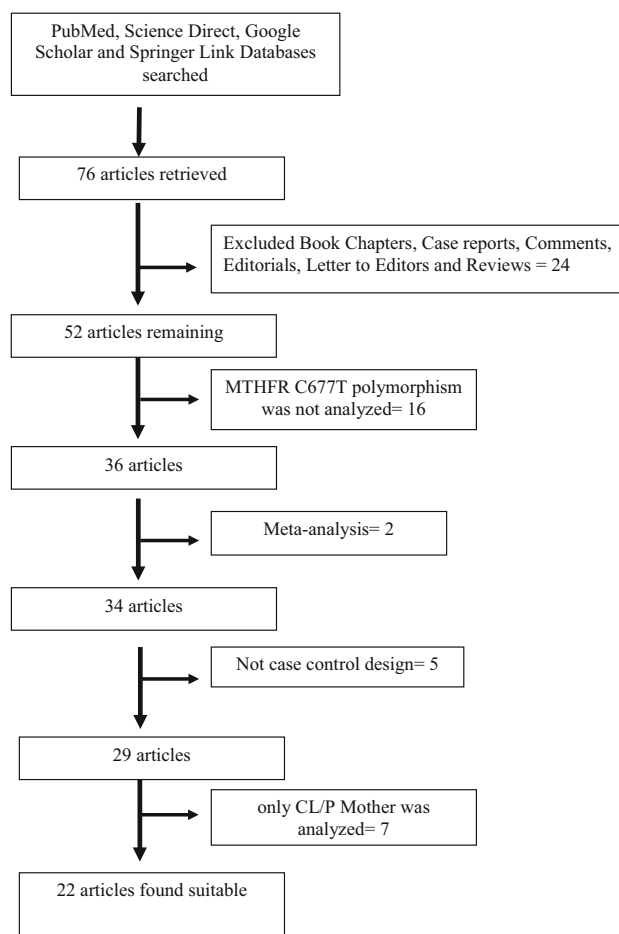 PubMed, Science Direct, Google
Scholar and Springer Link Databases
searched
76 articles retrieved
Excluded Book Chapters, Case reports, Comments,
Editorials, Letter to Editors and Reviews = 24
52 articles remaining
MTHFR C677T polymorphism
was not analyzed= 16
36 articles
Meta-analysis= 2
34 articles
Not case control design= 5
29 articles
only CL/P Mother was
analyzed= 7
22 articles found suitable